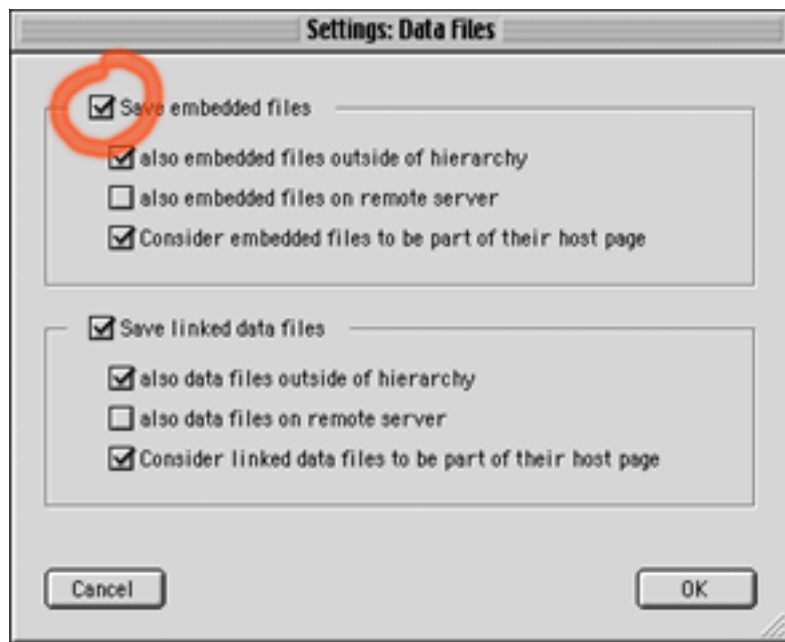 Settings: Data Files
Save embedded files
also embedded files outside of hierarchy
also embedded files on remote server
Consider embedded files to be part of their host page
Save linked data files
also data files outside of hierarchy
also data files on remote server
Consider linked data files to be part of their host page
Cancel
OK